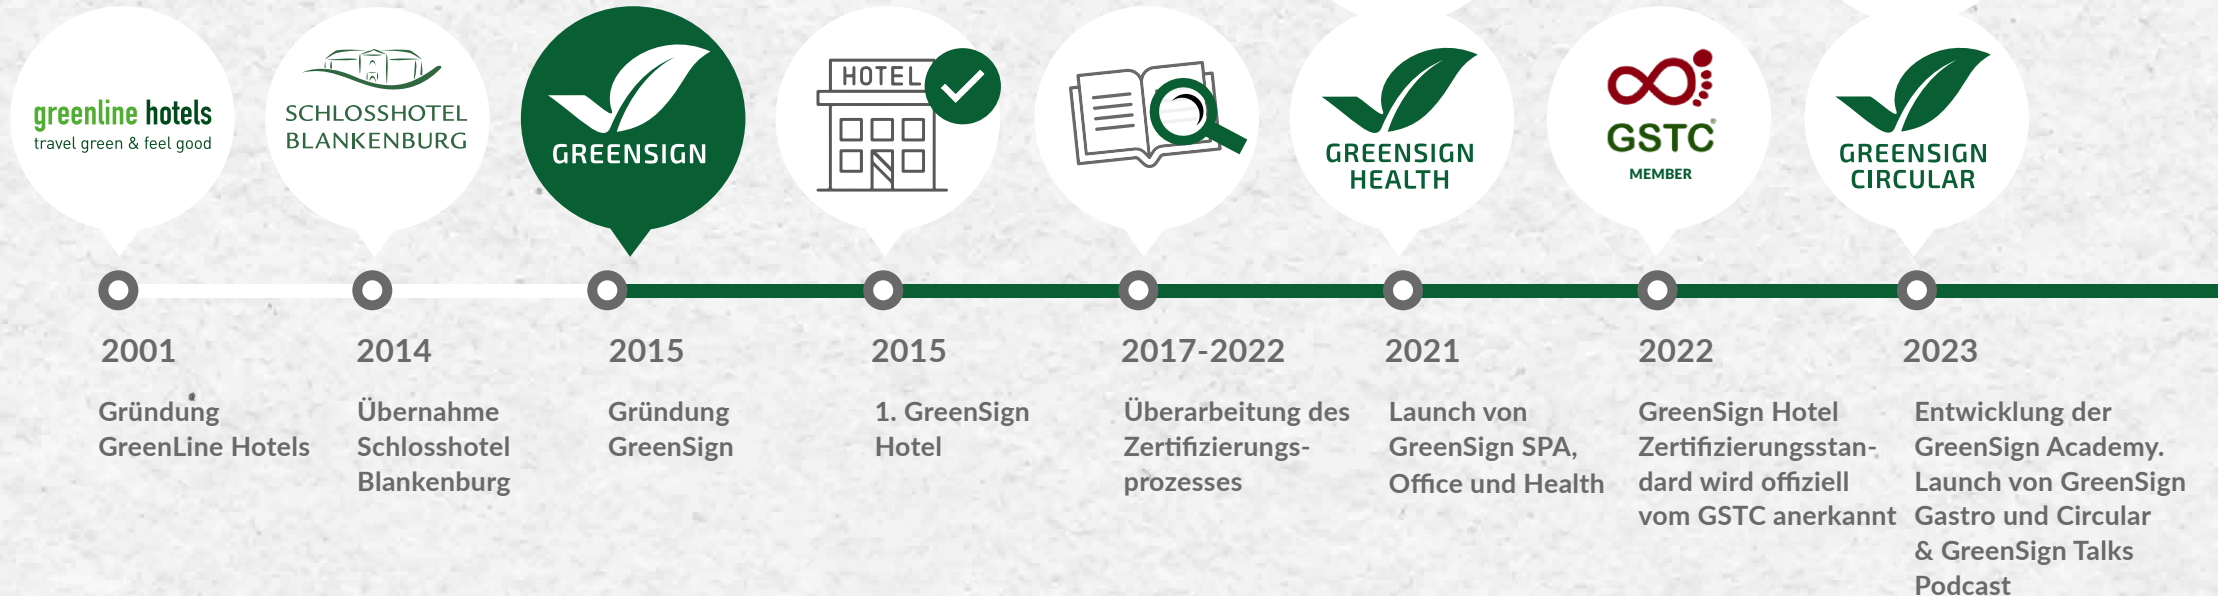 greenline hotels
travel green & feel good
SCHLOSSHOTEL
BLANKENBURG
GREENSIGN
HOTEL
GREENSIGN
HEALTH
GSTC®
MEMBER
GREENSIGN
CIRCULAR
2001
Gründung
GreenLine Hotels
2014
Übernahme
Schlosshotel
Blankenburg
2015
Gründung
GreenSign
2015
1. GreenSign
Hotel
2017-2022
Überarbeitung des
Zertifizierungs-
prozesses
2021
Launch von
GreenSign SPA,
Office und Health
2022
GreenSign Hotel
Zertifizierungsstan-
dard wird offiziell
vom GSTC anerkannt
2023
Entwicklung der
GreenSign Academy.
Launch von GreenSign
Gastro und Circular
& GreenSign Talks
Podcast